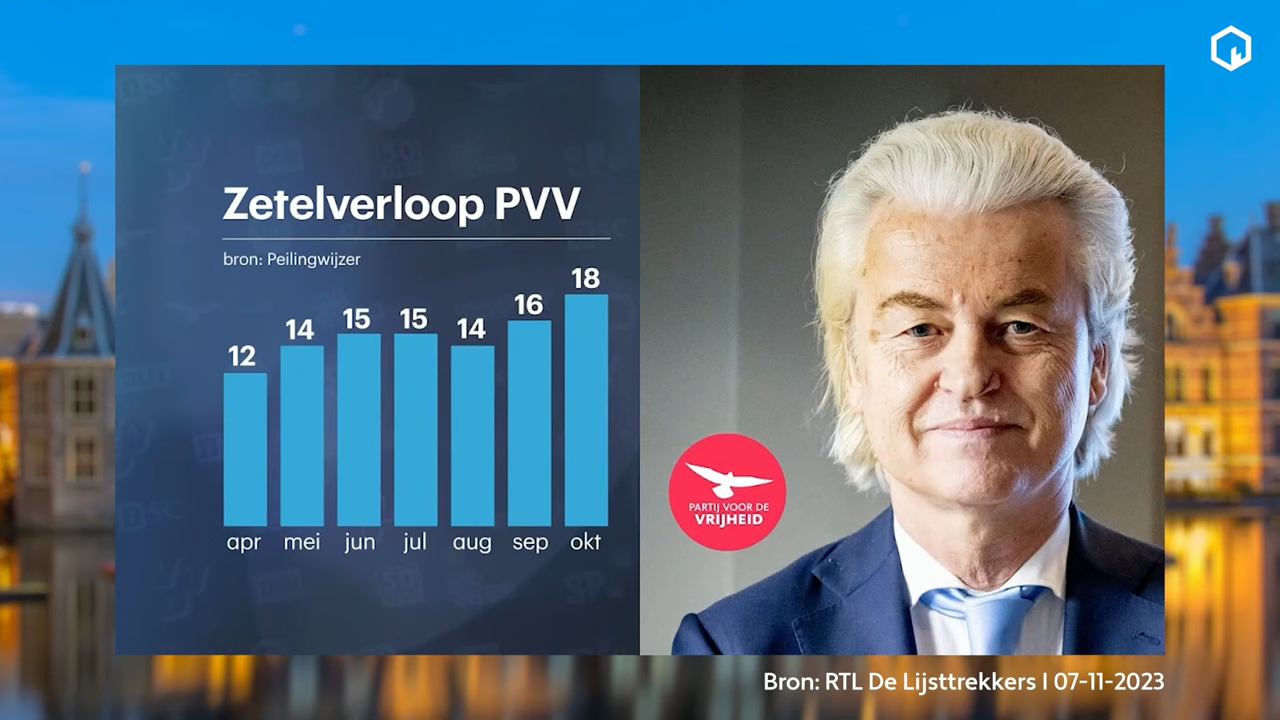 Zetelverloop PVV
bron: Peilingwijzer
12
14
15
15
14
16
18
apr
mei
jun
jul
aug
sep
okt
PARTIJ VOOR DE
VRIJHEID
Bron: RTL De Lijsttrekkers | 07-11-2023